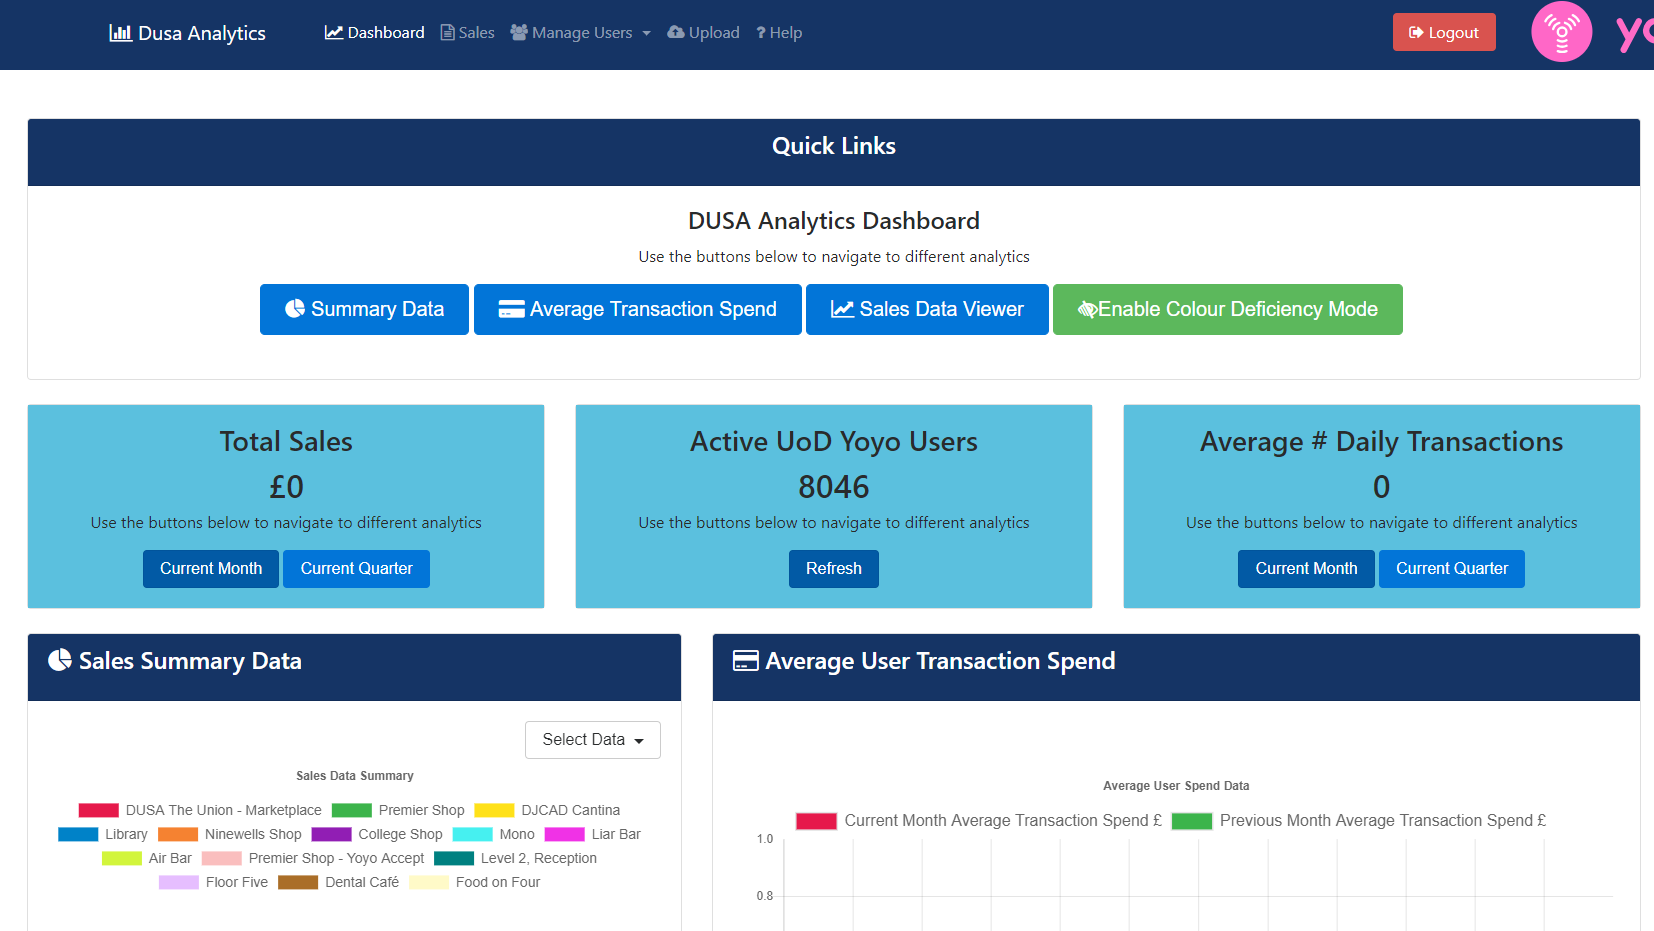 Dusa Analytics Dashboard Sales Manage Users Upload ? Help Logout yo
Quick Links
DUSA Analytics Dashboard
Use the buttons below to navigate to different analytics
Summary Data Average Transaction Spend Sales Data Viewer Enable Colour Deficiency Mode
Total Sales
£0
Use the buttons below to navigate to different analytics
Current Month Current Quarter
Active UoD Yoyo Users
8046
Use the buttons below to navigate to different analytics
Refresh
Average # Daily Transactions
0
Use the buttons below to navigate to different analytics
Current Month Current Quarter
Sales Summary Data
Select Data
Sales Data Summary
DUSA The Union - Marketplace Premier Shop DJCAD Cantina
Library Ninewells Shop College Shop Mono Liar Bar
Air Bar Premier Shop - Yoyo Accept Level 2, Reception
Floor Five Dental Café Food on Four
Average User Transaction Spend
Average User Spend Data
Current Month Average Transaction Spend £ Previous Month Average Transaction Spend £
1.0
0.8